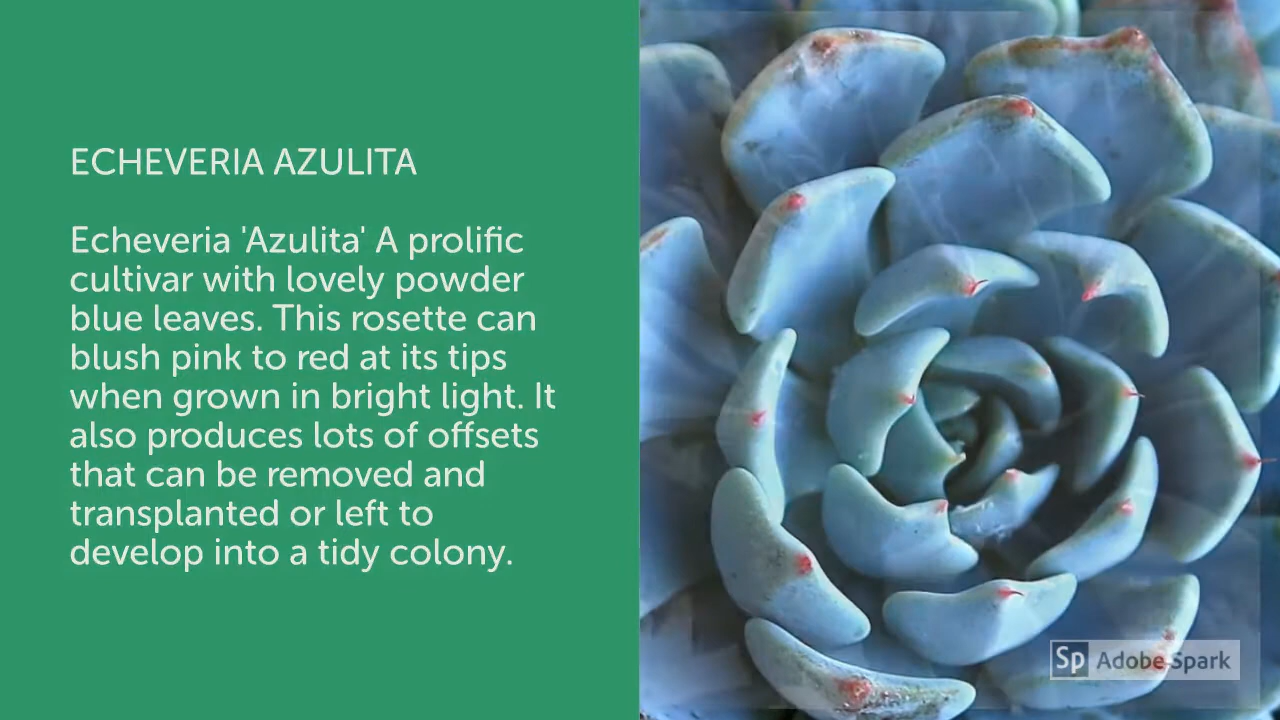 ECHEVERIA AZULITA
Echeveria 'Azulita' A prolific
cultivar with lovely powder
blue leaves. This rosette can
blush pink to red at its tips
when grown in bright light. It
also produces lots of offsets
that can be removed and
transplanted or left to
develop into a tidy colony.
Sp Adobe Spark